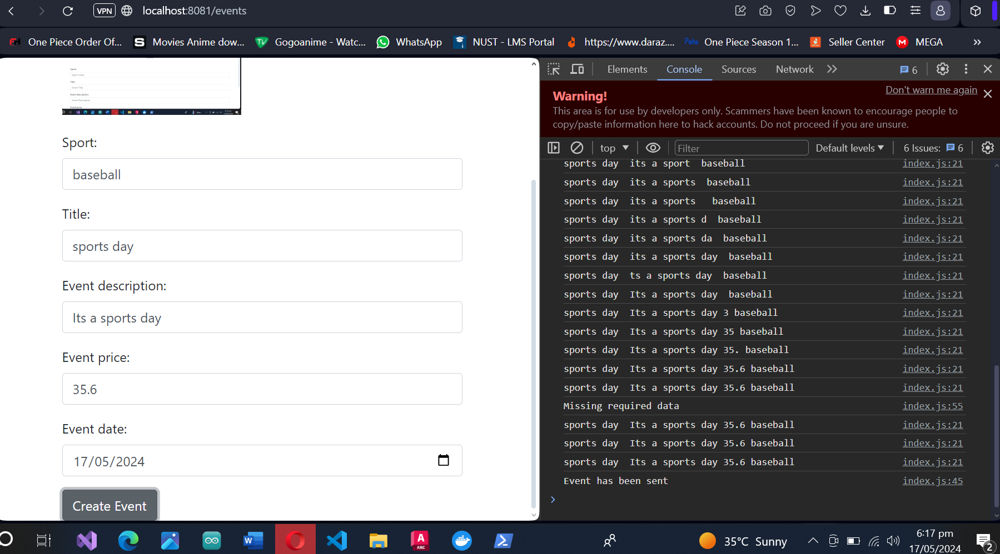 VPN localhost:8081/events
One Piece Order Of... Movies Anime dow... Gogoanime - Watc... WhatsApp NUST - LMS Portal https://www.daraz.... One Piece Season 1... Seller Center MEGA »
Sport:
Sport name
Title:
Event Title
Event description:
Event Description
Event price:
Sport:
baseball
Title:
sports day
Event description:
Its a sports day
Event price:
35.6
Event date:
17/05/2024
Create Event
Elements Console Sources Network 6
Don't warn me again
Warning!
This area is for use by developers only. Scammers have been known to encourage people to
copy/paste information here to hack accounts. Do not proceed if you are unsure.
top Filter Default levels 6 Issues: 6
sports day its a sport baseball index.js:21
sports day its a sports baseball index.js:21
sports day its a sports baseball index.js:21
sports day its a sports d baseball index.js:21
sports day its a sports da baseball index.js:21
sports day its a sports day baseball index.js:21
sports day ts a sports day baseball index.js:21
sports day Its a sports day baseball index.js:21
sports day Its a sports day 3 baseball index.js:21
sports day Its a sports day 35 baseball index.js:21
sports day Its a sports day 35. baseball index.js:21
sports day Its a sports day 35.6 baseball index.js:21
sports day Its a sports day 35.6 baseball index.js:21
Missing required data index.js:55
sports day Its a sports day 35.6 baseball index.js:21
sports day Its a sports day 35.6 baseball index.js:21
sports day Its a sports day 35.6 baseball index.js:21
Event has been sent index.js:45
35°C Sunny
6:17 pm
17/05/2024
2